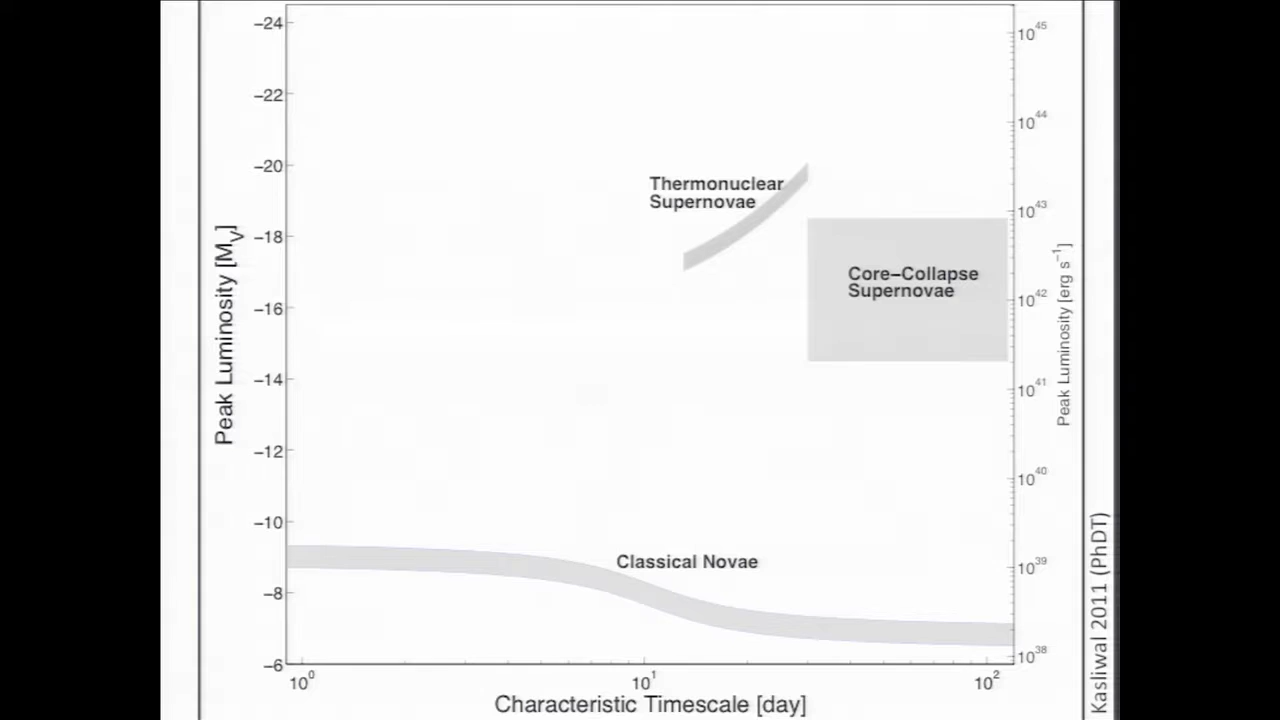 −24
−22
−20
−18
−16
−14
−12
−10
−8
−6
Peak Luminosity [M_V]
Thermonuclear
Supernovae
Core−Collapse
Supernovae
Classical Novae
10^45
10^44
10^43
10^42
10^41
10^40
10^39
10^38
Peak Luminosity [erg s^−1]
10^0
10^1
10^2
Characteristic Timescale [day]
Kasliwal 2011 (PhDT)